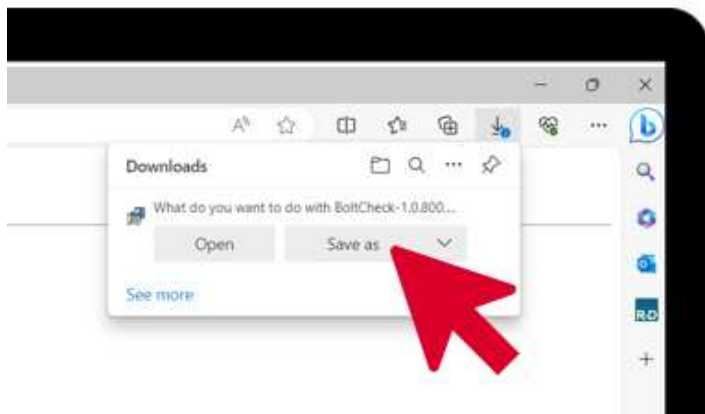 A
Downloads
What do you want to do with BoltCheck-1.0.800....
Open
Save as
See more
R-D